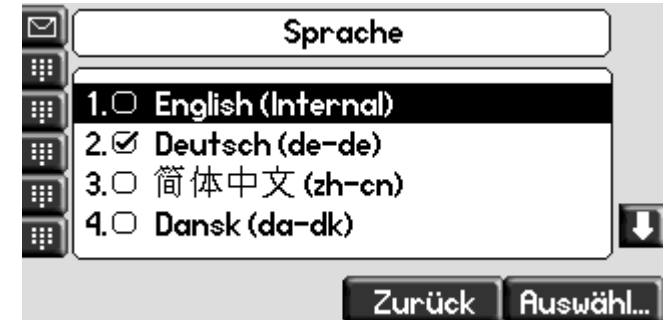 Sprache
1. English (Internal)
2. Deutsch (de-de)
3. 简体中文 (zh-cn)
4. Dansk (da-dk)
Zurück Auswähl...